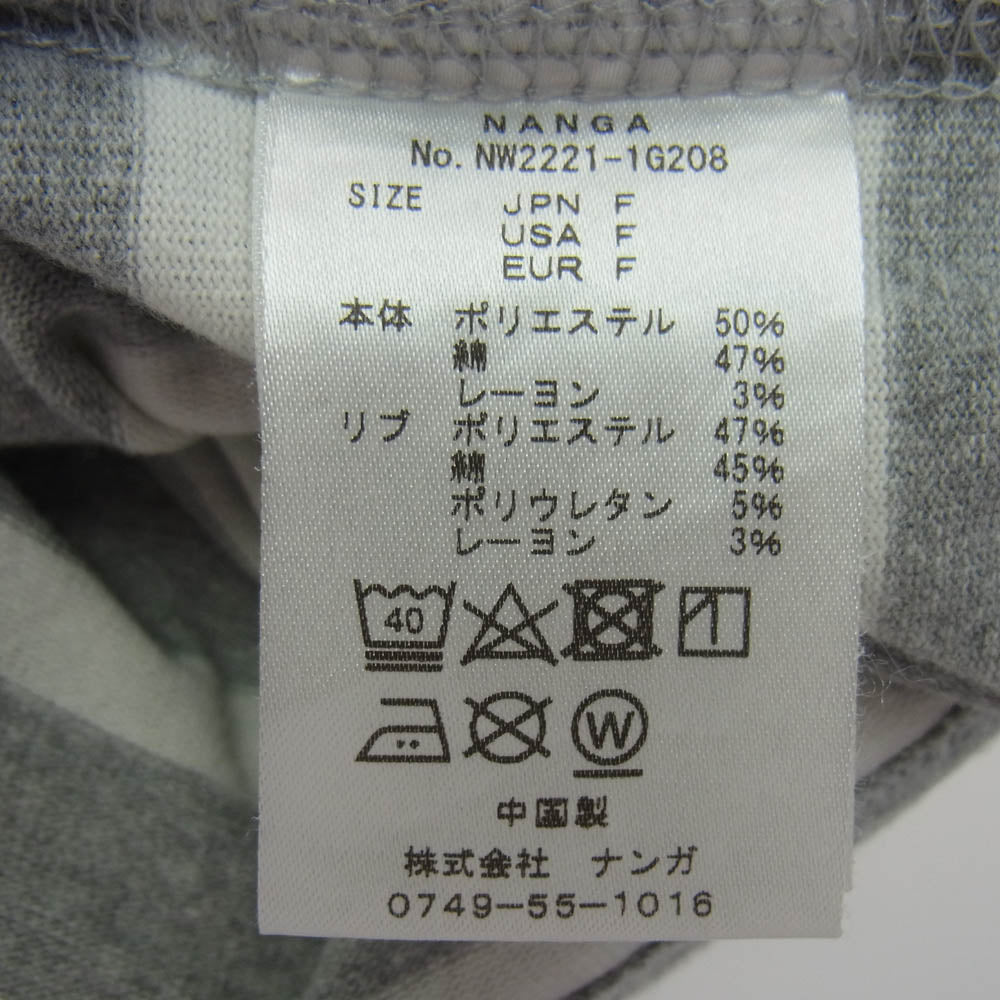 NANGA
No. NW2221-1G208
SIZE JPN F
USA F
EUR F
本体 ポリエステル 50%
綿 47%
レーヨン 3%
リブ ポリエステル 47%
綿 45%
ポリウレタン 5%
レーヨン 3%
40
W
中国製
株式会社 ナンガ
0749-55-1016